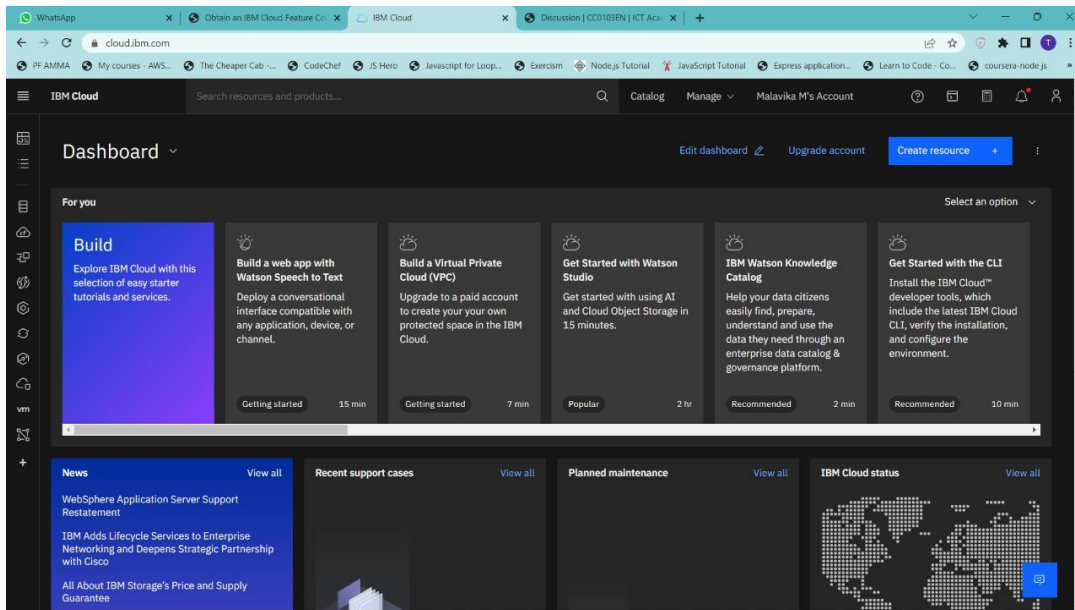 WhatsApp
Obtain an IBM Cloud Feature Co
IBM Cloud
Discussion | CC0103EN | ICT Aca
cloud.ibm.com
T
PF AMMA
My courses - AWS...
The Cheaper Cab -...
CodeChef
JS Hero
Javascript for Loop...
Exercism
Node.js Tutorial
JavaScript Tutorial
Express application...
Learn to Code - Co...
coursera-node js
»
IBM Cloud
Search resources and products...
Catalog
Manage
Malavika M's Account
Dashboard
Edit dashboard
Upgrade account
Create resource +
For you
Select an option
Build
Explore IBM Cloud with this
selection of easy starter
tutorials and services.
Build a web app with
Watson Speech to Text
Deploy a conversational
interface compatible with
any application, device, or
channel.
Getting started
15 min
Build a Virtual Private
Cloud (VPC)
Upgrade to a paid account
to create your your own
protected space in the IBM
Cloud.
Getting started
7 min
Get Started with Watson
Studio
Get started with using AI
and Cloud Object Storage in
15 minutes.
Popular
2 hr
IBM Watson Knowledge
Catalog
Help your data citizens
easily find, prepare,
understand and use the
data they need through an
enterprise data catalog &
governance platform.
Recommended
2 min
Get Started with the CLI
Install the IBM Cloud™
developer tools, which
include the latest IBM Cloud
CLI, verify the installation,
and configure the
environment.
Recommended
10 min
vm
News
View all
WebSphere Application Server Support
Restatement
IBM Adds Lifecycle Services to Enterprise
Networking and Deepens Strategic Partnership
with Cisco
All About IBM Storage's Price and Supply
Guarantee
Recent support cases
View all
Planned maintenance
View all
IBM Cloud status
View all